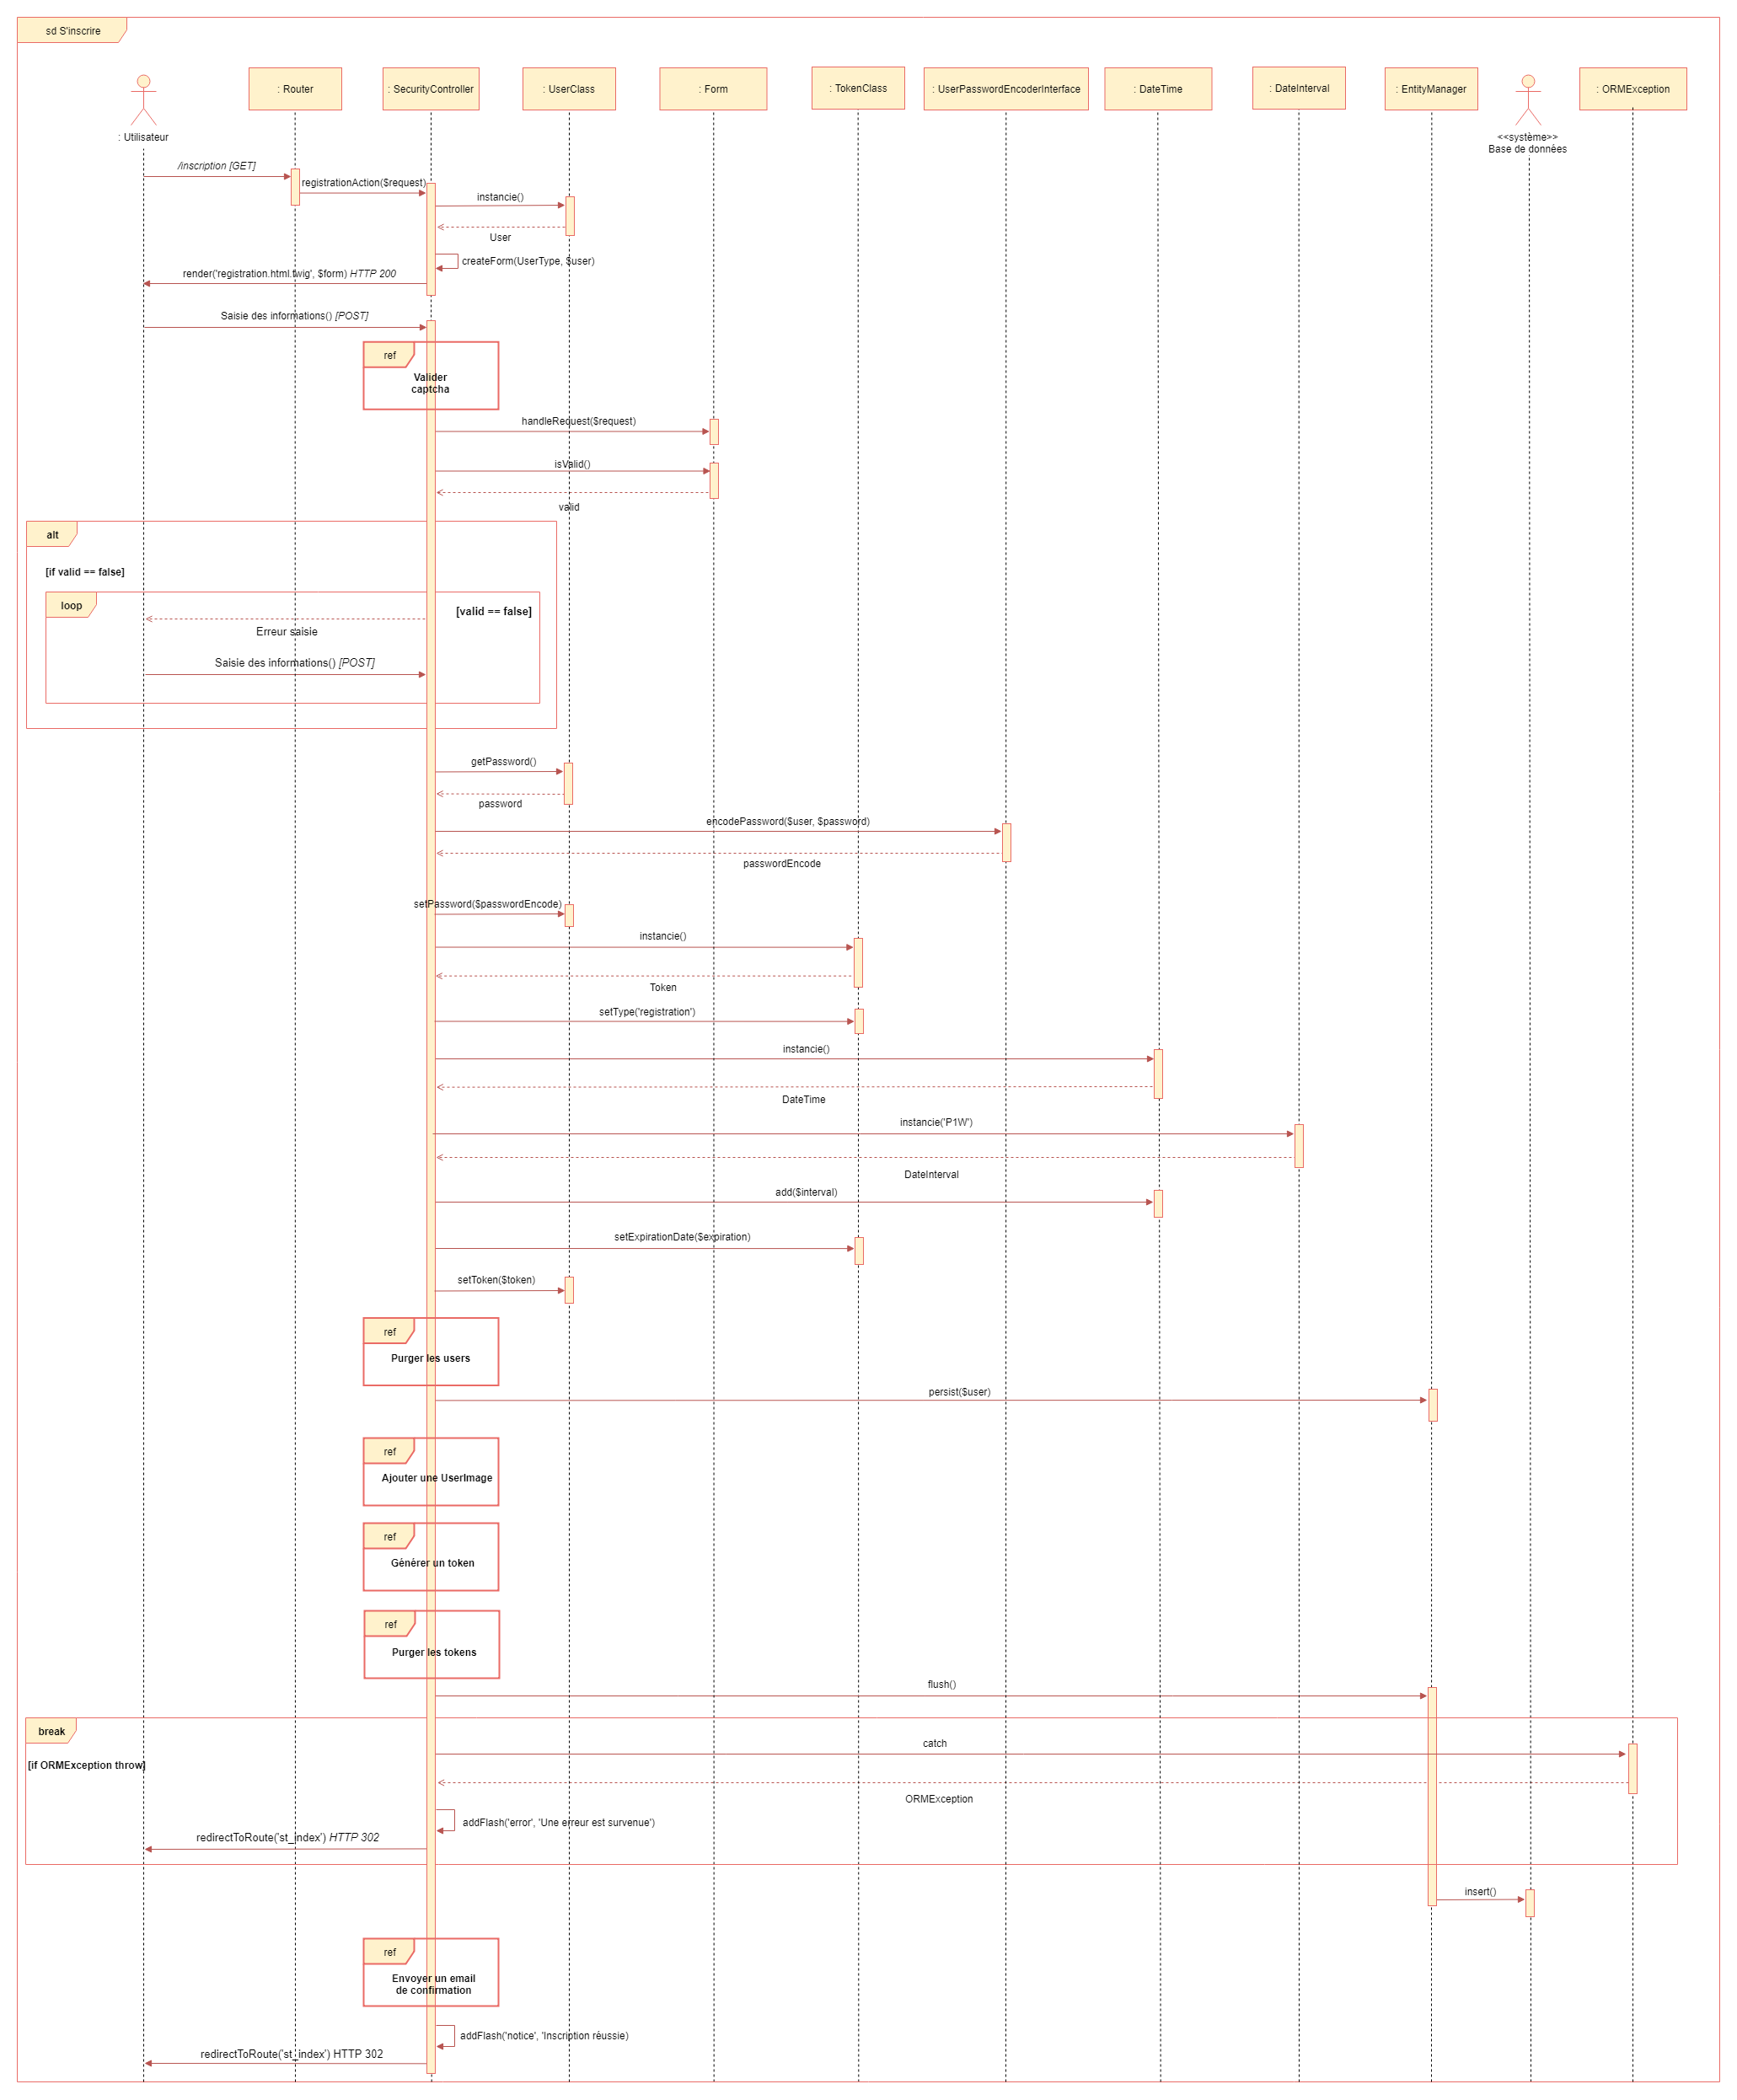 sd S'inscrire
: Utilisateur
: Router
: SecurityController
: UserClass
: Form
: TokenClass
: UserPasswordEncoderInterface
: DateTime
: DateInterval
: EntityManager
<<système>>
Base de données
: ORMException
/inscription [GET]
registrationAction($request)
instancie()
User
createForm(UserType, $user)
render('registration.html.twig', $form) HTTP 200
Saisie des informations() [POST]
ref
Valider
captcha
handleRequest($request)
isValid()
valid
alt
[if valid == false]
loop
[valid == false]
Erreur saisie
Saisie des informations() [POST]
getPassword()
password
encodePassword($user, $password)
passwordEncode
setPassword($passwordEncode)
instancie()
Token
setType('registration')
instancie()
DateTime
instancie('P1W')
DateInterval
add($interval)
setExpirationDate($expiration)
setToken($token)
ref
Purger les users
persist($user)
ref
Ajouter une UserImage
ref
Générer un token
ref
Purger les tokens
flush()
break
[if ORMException throw]
catch
ORMException
addFlash('error', 'Une erreur est survenue')
redirectToRoute('st_index') HTTP 302
insert()
ref
Envoyer un email
de confirmation
addFlash('notice', 'Inscription réussie)
redirectToRoute('st_index') HTTP 302